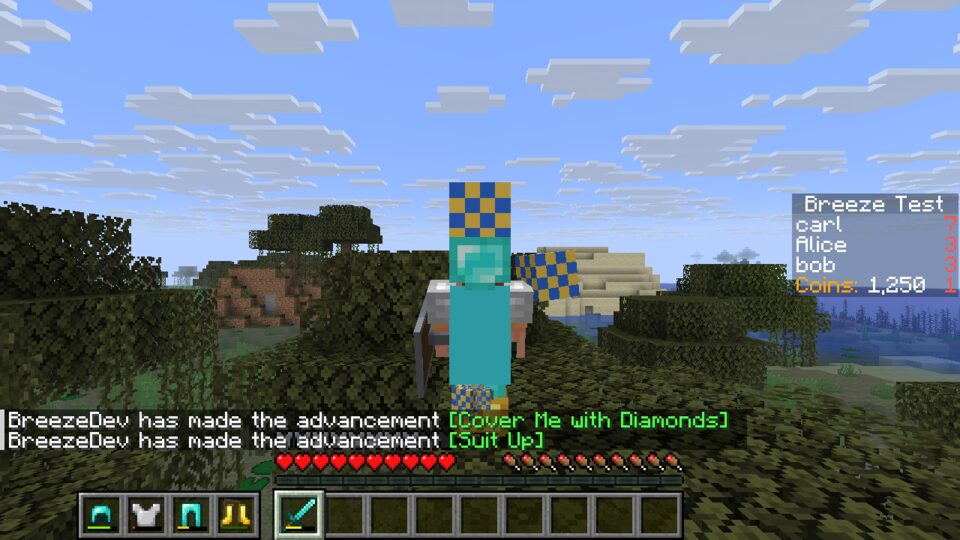 Breeze Test
carl 7
Alice 3
bob 2
Coins: 1,250 1
BreezeDev has made the advancement [Cover Me with Diamonds]
BreezeDev has made the advancement [Suit Up]